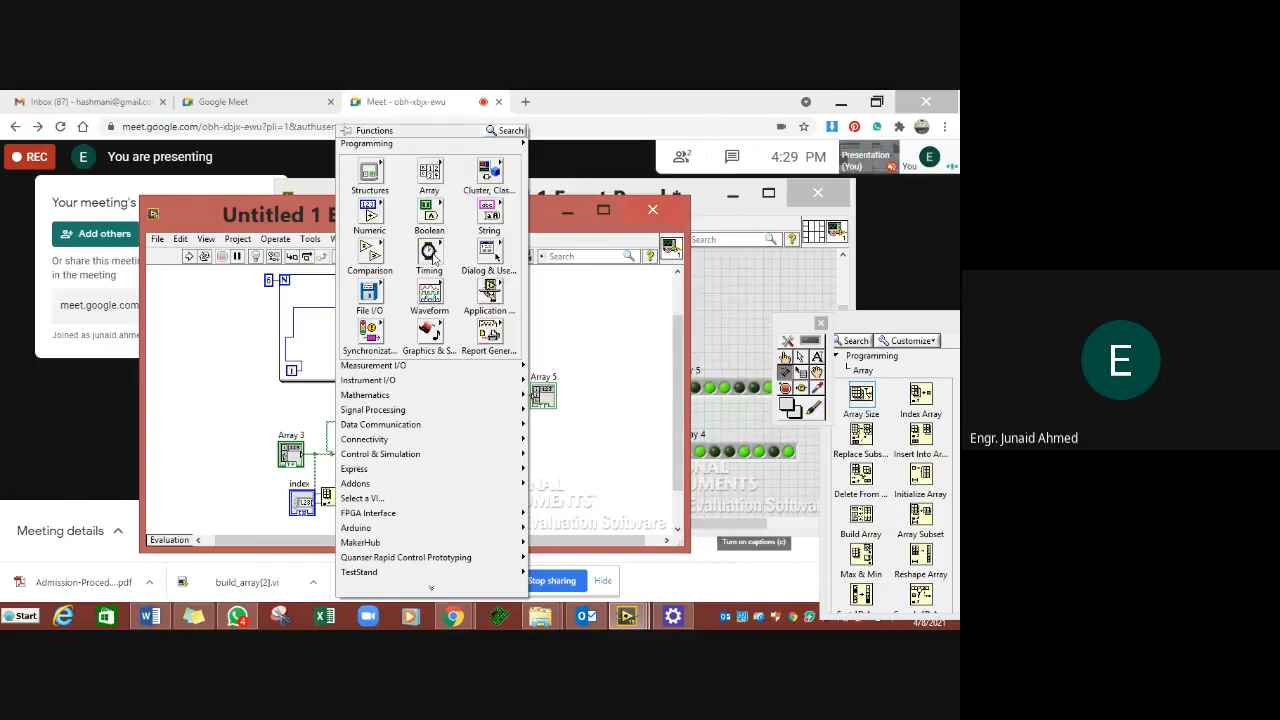 Inbox (87) - hashmani@gmail.co
Google Meet
Meet - obh-xbjx-ewu
meet.google.com/obh-xbjx-ewu?pli=1&authuser
REC
E
You are presenting
2
4:29 PM
Presentation
(You)
E
You
Your meeting's
Add others
Or share this meeti
in the meeting
meet.google.com/
Joined as junaid.ahme
Meeting details
Functions
Search
Programming
Structures
Array
Cluster, Clas...
Numeric
Boolean
String
Comparison
Timing
Dialog & Use...
File I/O
Waveform
Application ...
Synchronizat...
Graphics & S...
Report Gener...
Measurement I/O
Instrument I/O
Mathematics
Signal Processing
Data Communication
Connectivity
Control & Simulation
Express
Addons
Select a VI...
FPGA Interface
Arduino
MakerHub
Quanser Rapid Control Prototyping
TestStand
Untitled 1
File
Edit
View
Project
Operate
Tools
Search
6
N
i
Array 3
index
Array 5
Evaluation
Evaluation Software
Search
5
4
Turn on captions (c)
Search
Customize
Programming
Array
Array Size
Index Array
Replace Subs...
Insert Into Ar...
Delete From ...
Initialize Array
Build Array
Array Subset
Max & Min
Reshape Array
E
Engr. Junaid Ahmed
Admission-Proced....pdf
build_array[2].vi
Stop sharing
Hide
Start
4
4/8/2021